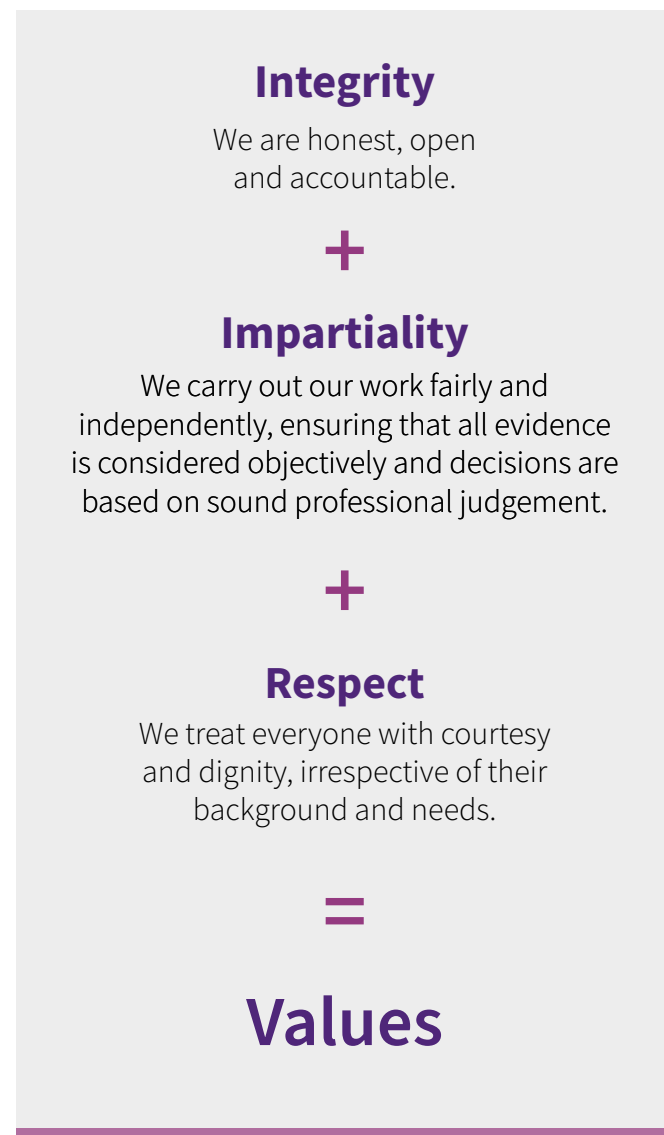 Integrity
We are honest, open
and accountable.
+
Impartiality
We carry out our work fairly and
independently, ensuring that all evidence
is considered objectively and decisions are
based on sound professional judgement.
+
Respect
We treat everyone with courtesy
and dignity, irrespective of their
background and needs.
=
Values